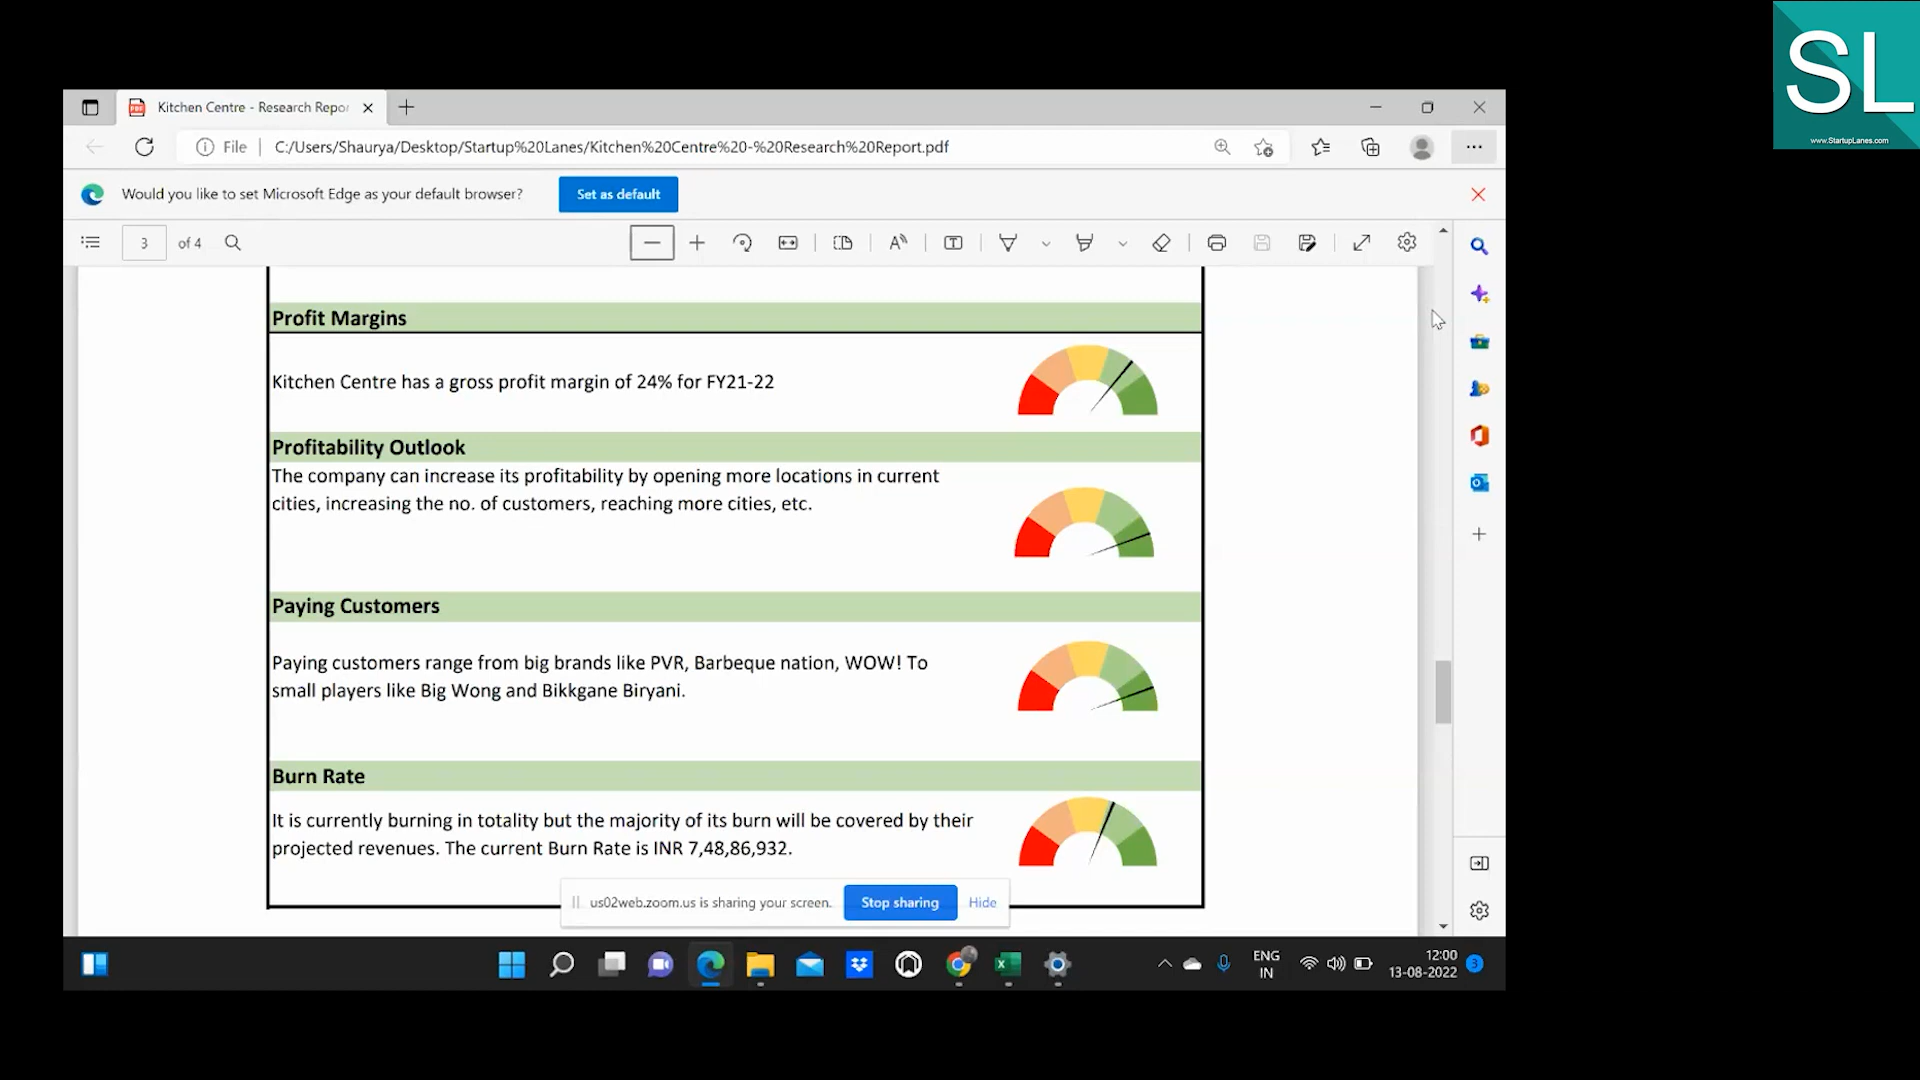 SL
www.StartupLanes.com
Kitchen Centre - Research Repor
File
C:/Users/Shaurya/Desktop/Startup%20Lanes/Kitchen%20Centre%20-%20Research%20Report.pdf
Would you like to set Microsoft Edge as your default browser?
Set as default
3 of 4
Profit Margins
Kitchen Centre has a gross profit margin of 24% for FY21-22
Profitability Outlook
The company can increase its profitability by opening more locations in current
cities, increasing the no. of customers, reaching more cities, etc.
Paying Customers
Paying customers range from big brands like PVR, Barbeque nation, WOW! To
small players like Big Wong and Bikkgane Biryani.
Burn Rate
It is currently burning in totality but the majority of its burn will be covered by their
projected revenues. The current Burn Rate is INR 7,48,86,932.
us02web.zoom.us is sharing your screen.
Stop sharing
Hide
ENG
IN
12:00
13-08-2022
3